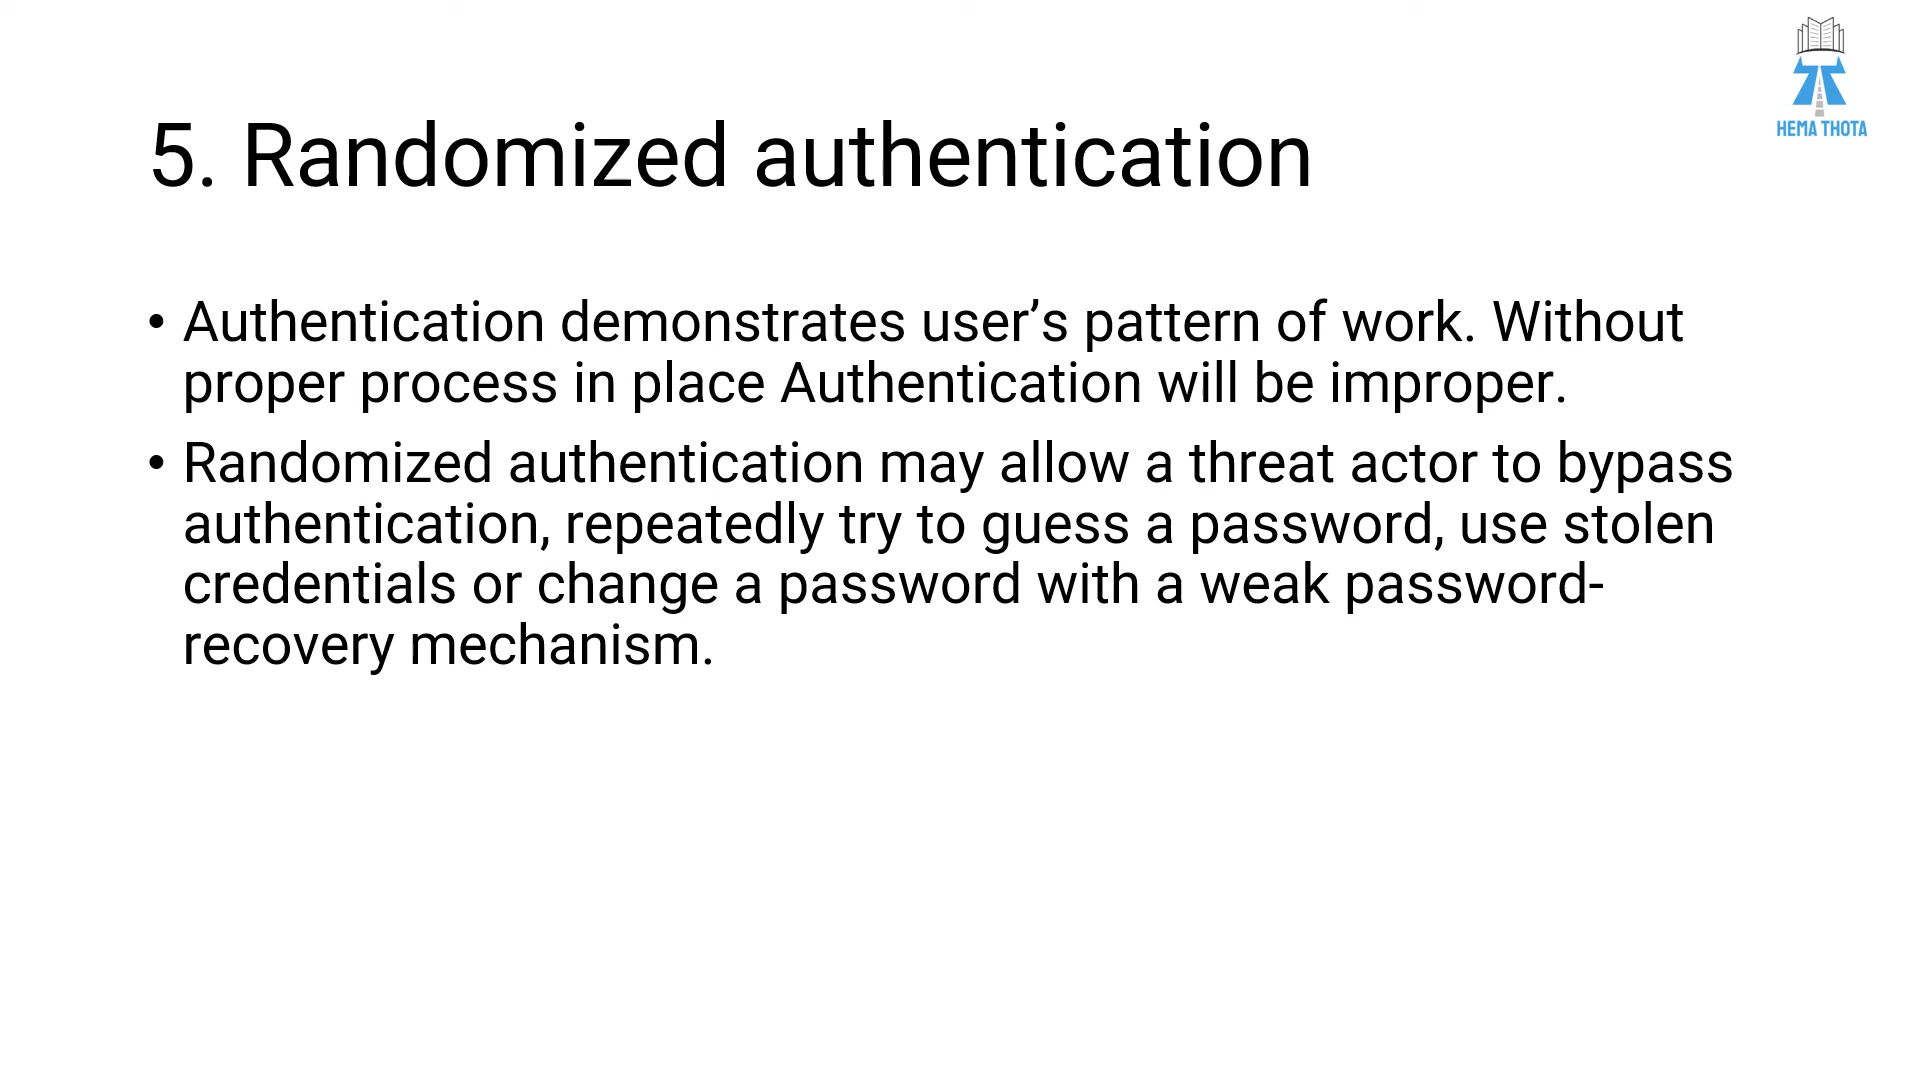 HEMA THOTA
5. Randomized authentication
• Authentication demonstrates user’s pattern of work. Without
proper process in place Authentication will be improper.
• Randomized authentication may allow a threat actor to bypass
authentication, repeatedly try to guess a password, use stolen
credentials or change a password with a weak password-
recovery mechanism.